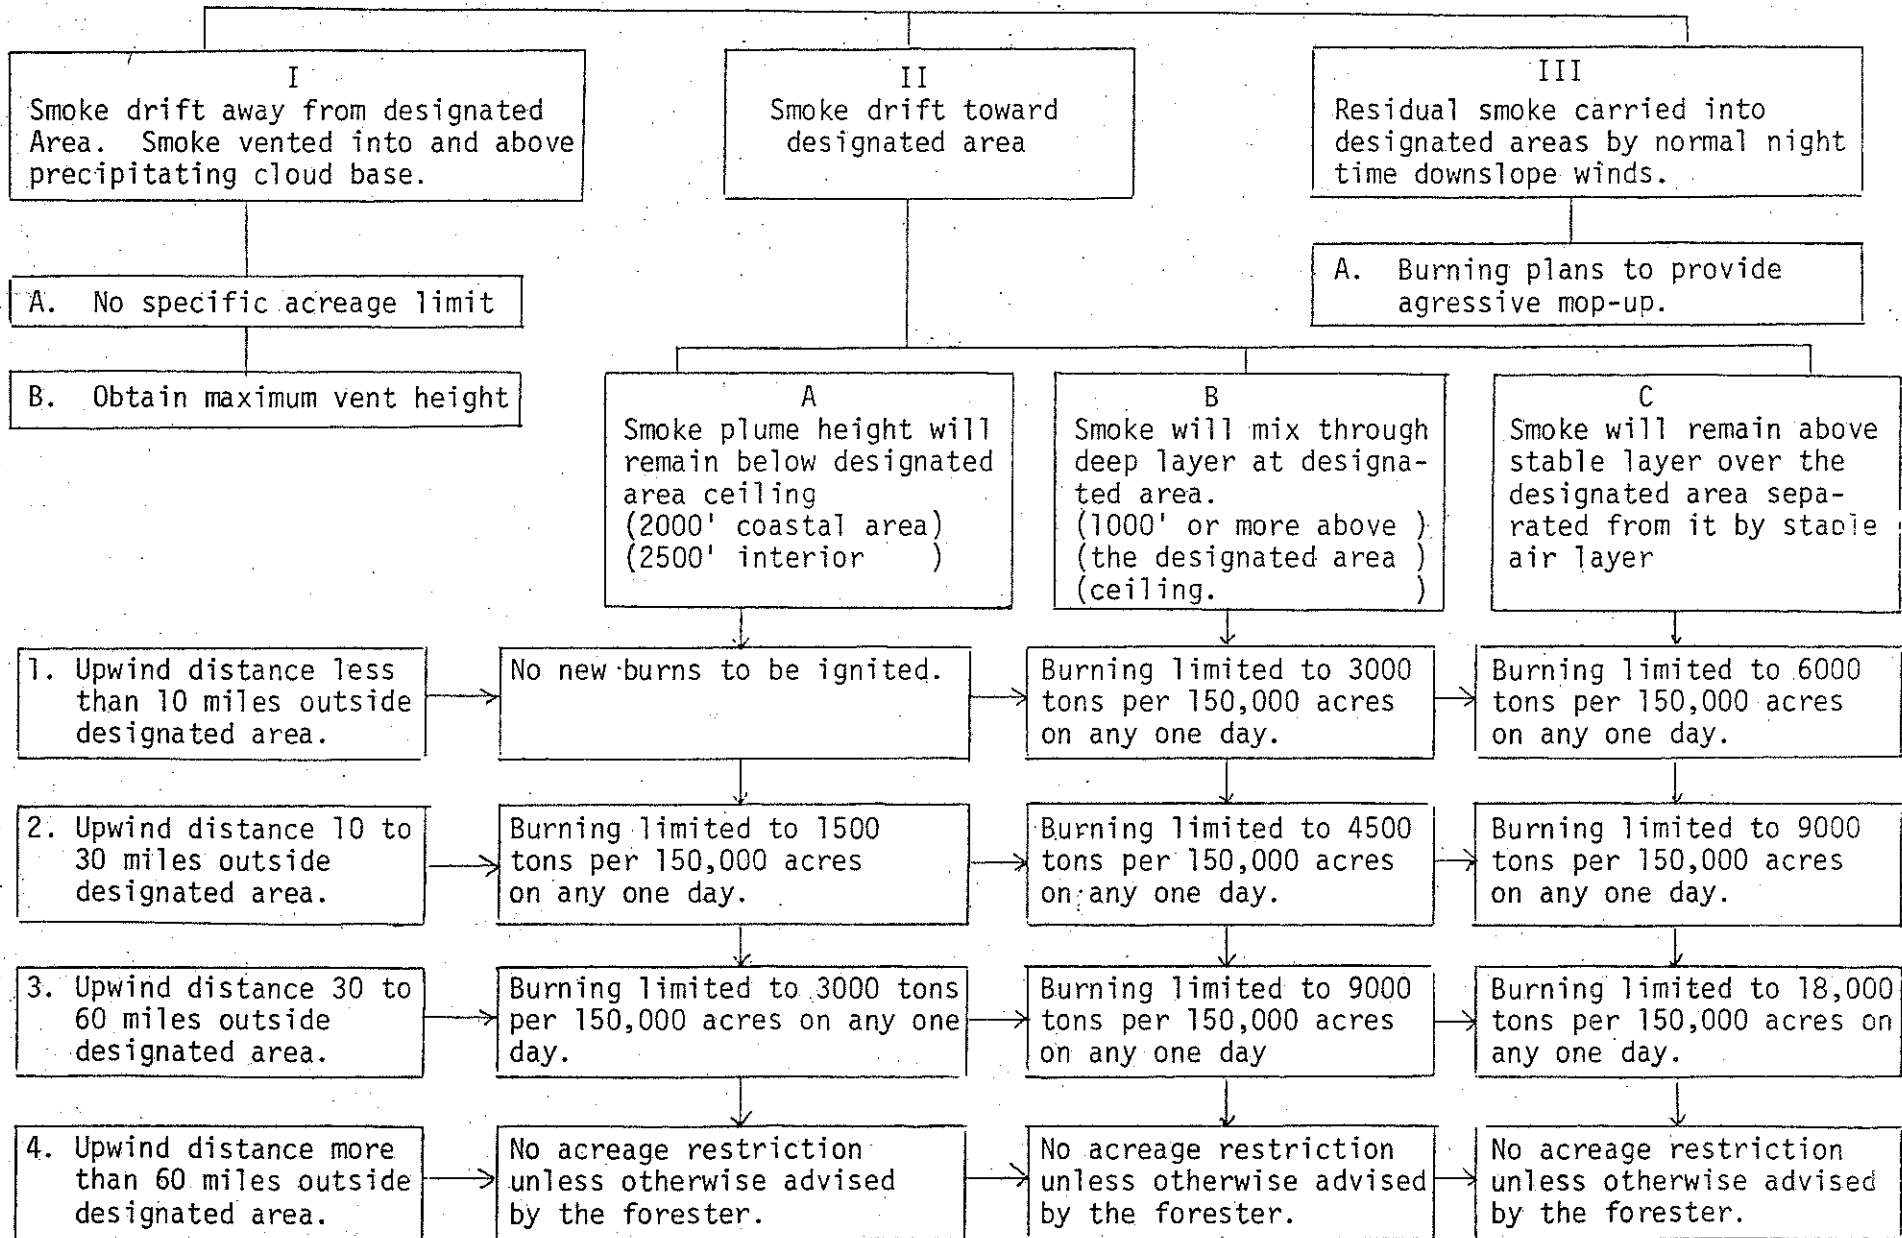 I
Smoke drift away from designated
Area. Smoke vented into and above
precipitating cloud base.
II
Smoke drift toward
designated area
III
Residual smoke carried into
designated areas by normal night
time downslope winds.
A. No specific acreage limit
B. Obtain maximum vent height
A. Burning plans to provide
agressive mop-up.
A
Smoke plume height will
remain below designated
area ceiling
(2000' coastal area)
(2500' interior )
B
Smoke will mix through
deep layer at designa-
ted area.
(1000' or more above )
(the designated area )
(ceiling. )
C
Smoke will remain above
stable layer over the
designated area sepa-
rated from it by stable
air layer
1. Upwind distance less
than 10 miles outside
designated area.
No new burns to be ignited.
Burning limited to 3000
tons per 150,000 acres
on any one day.
Burning limited to 6000
tons per 150,000 acres
on any one day.
2. Upwind distance 10 to
30 miles outside
designated area.
Burning limited to 1500
tons per 150,000 acres
on any one day.
Burning limited to 4500
tons per 150,000 acres
on any one day.
Burning limited to 9000
tons per 150,000 acres
on any one day.
3. Upwind distance 30 to
60 miles outside
designated area.
Burning limited to 3000 tons
per 150,000 acres on any one
day.
Burning limited to 9000
tons per 150,000 acres
on any one day
Burning limited to 18,000
tons per 150,000 acres on
any one day.
4. Upwind distance more
than 60 miles outside
designated area.
No acreage restriction
unless otherwise advised
by the forester.
No acreage restriction
unless otherwise advised
by the forester.
No acreage restriction
unless otherwise advised
by the forester.